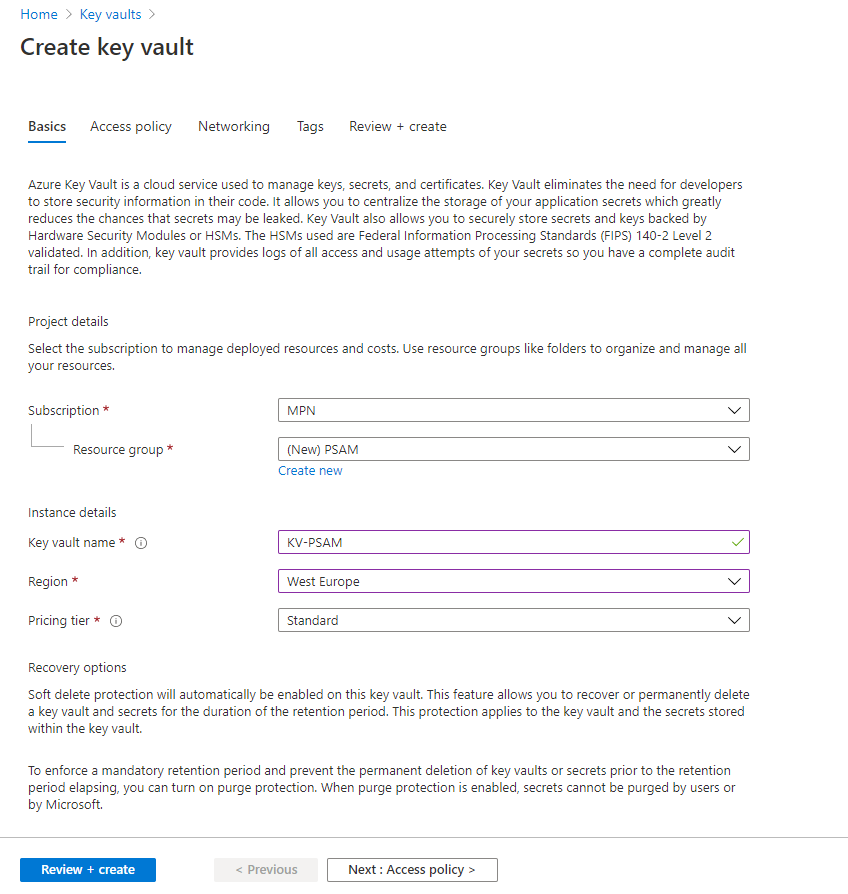 Home > Key vaults >
Create key vault
Basics Access policy Networking Tags Review + create
Azure Key Vault is a cloud service used to manage keys, secrets, and certificates. Key Vault eliminates the need for developers
to store security information in their code. It allows you to centralize the storage of your application secrets which greatly
reduces the chances that secrets may be leaked. Key Vault also allows you to securely store secrets and keys backed by
Hardware Security Modules or HSMs. The HSMs used are Federal Information Processing Standards (FIPS) 140-2 Level 2
validated. In addition, key vault provides logs of all access and usage attempts of your secrets so you have a complete audit
trail for compliance.
Project details
Select the subscription to manage deployed resources and costs. Use resource groups like folders to organize and manage all
your resources.
Subscription * MPN
Resource group * (New) PSAM
Create new
Instance details
Key vault name * KV-PSAM
Region * West Europe
Pricing tier * Standard
Recovery options
Soft delete protection will automatically be enabled on this key vault. This feature allows you to recover or permanently delete
a key vault and secrets for the duration of the retention period. This protection applies to the key vault and the secrets stored
within the key vault.
To enforce a mandatory retention period and prevent the permanent deletion of key vaults or secrets prior to the retention
period elapsing, you can turn on purge protection. When purge protection is enabled, secrets cannot be purged by users or
by Microsoft.
Review + create < Previous Next : Access policy >